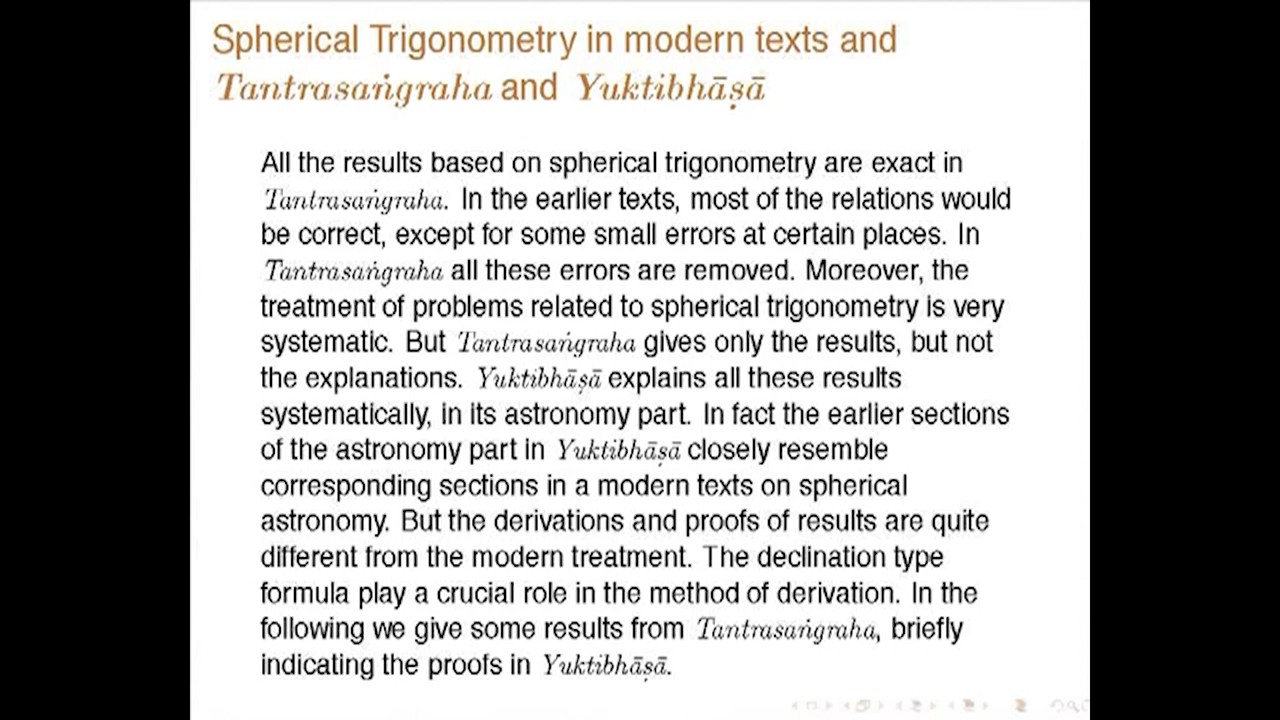 Spherical Trigonometry in modern texts and
Tantrasaṅgraha and Yuktibhāṣā
All the results based on spherical trigonometry are exact in
Tantrasaṅgraha. In the earlier texts, most of the relations would
be correct, except for some small errors at certain places. In
Tantrasaṅgraha all these errors are removed. Moreover, the
treatment of problems related to spherical trigonometry is very
systematic. But Tantrasaṅgraha gives only the results, but not
the explanations. Yuktibhāṣā explains all these results
systematically, in its astronomy part. In fact the earlier sections
of the astronomy part in Yuktibhāṣā closely resemble
corresponding sections in a modern texts on spherical
astronomy. But the derivations and proofs of results are quite
different from the modern treatment. The declination type
formula play a crucial role in the method of derivation. In the
following we give some results from Tantrasaṅgraha, briefly
indicating the proofs in Yuktibhāṣā.